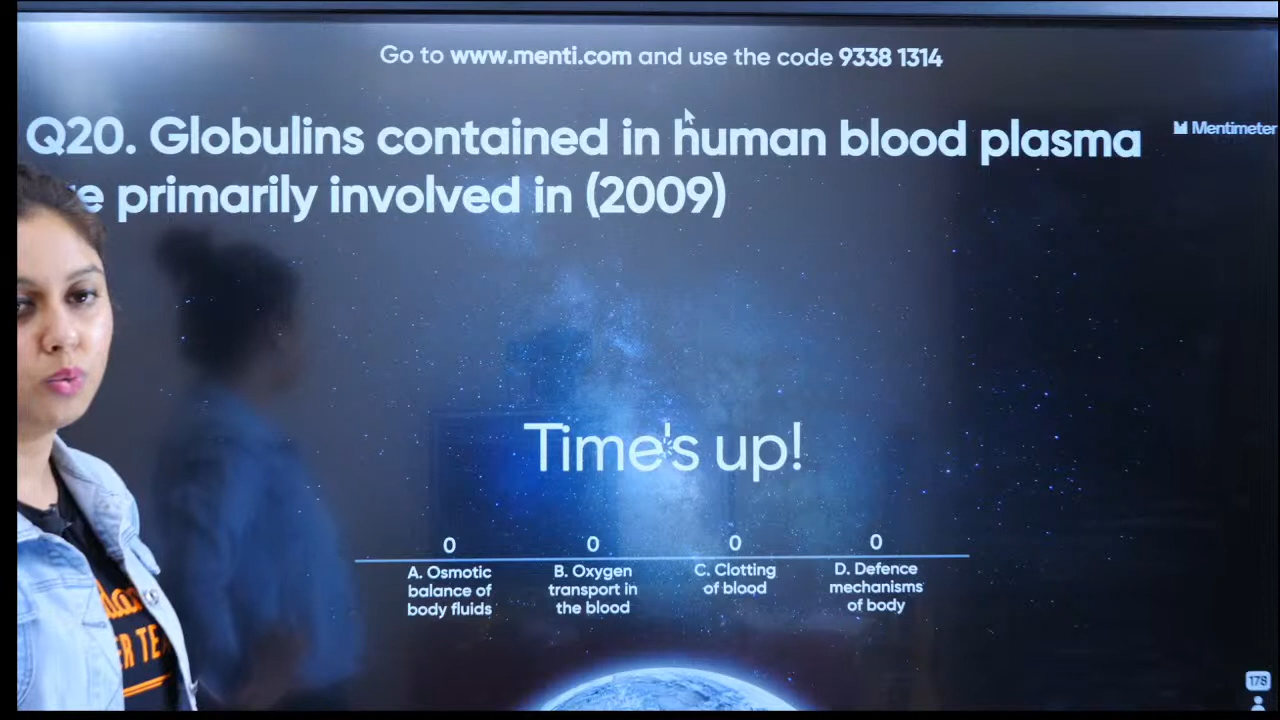 Go to www.menti.com and use the code 9338 1314
Q20. Globulins contained in human blood plasma
Mentimeter
primarily involved in (2009)
Time's up!
0 0 0 0
A. Osmotic
balance of
body fluids
B. Oxygen
transport in
the blood
C. Clotting
of blood
D. Defence
mechanisms
of body
178